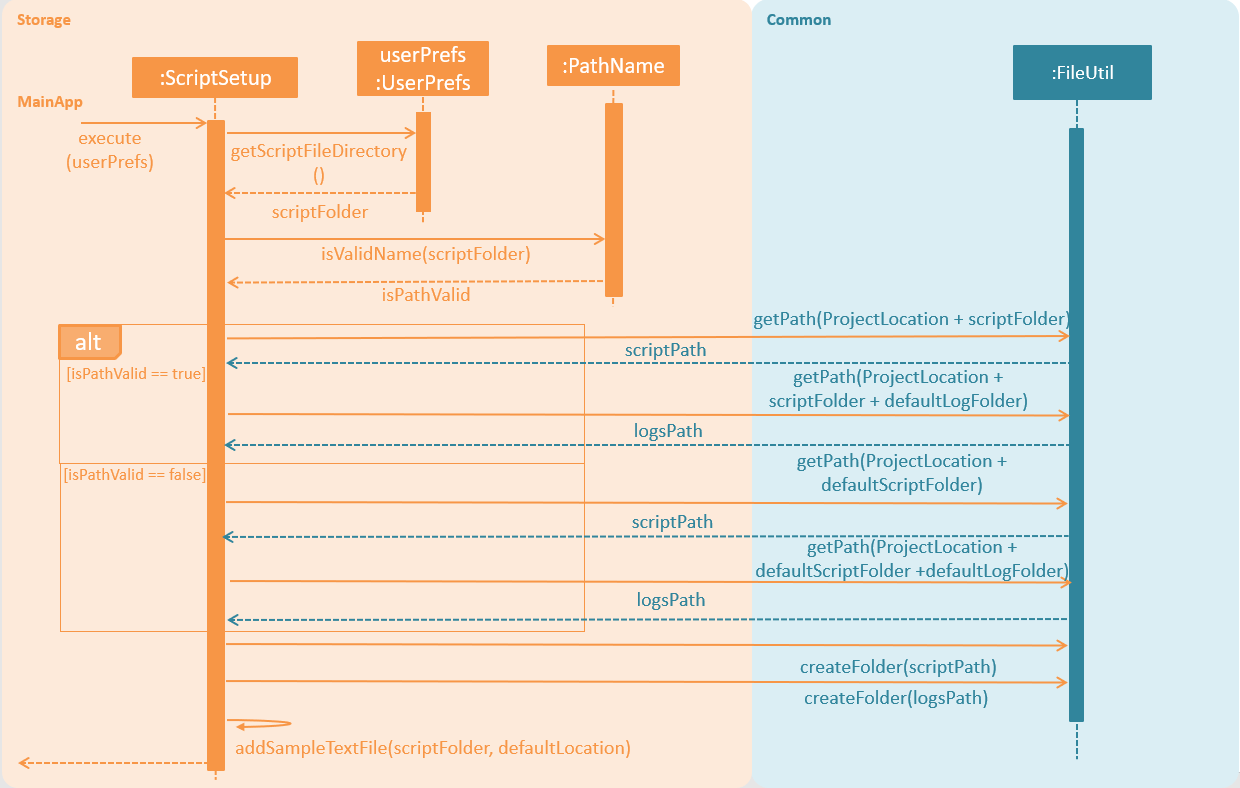 Storage
Common
userPrefs
:UserPrefs
:PathName
:ScriptSetup
:FileUtil
MainApp
execute
(userPrefs)
getScriptFileDirectory
()
scriptFolder
isValidName(scriptFolder)
isPathValid
getPath(ProjectLocation + scriptFolder)
alt
scriptPath
[isPathValid == true]
getPath(ProjectLocation +
scriptFolder + defaultLogFolder)
logsPath
[isPathValid == false]
getPath(ProjectLocation +
defaultScriptFolder)
scriptPath
getPath(ProjectLocation +
defaultScriptFolder +defaultLogFolder)
logsPath
createFolder(scriptPath)
createFolder(logsPath)
addSampleTextFile(scriptFolder, defaultLocation)